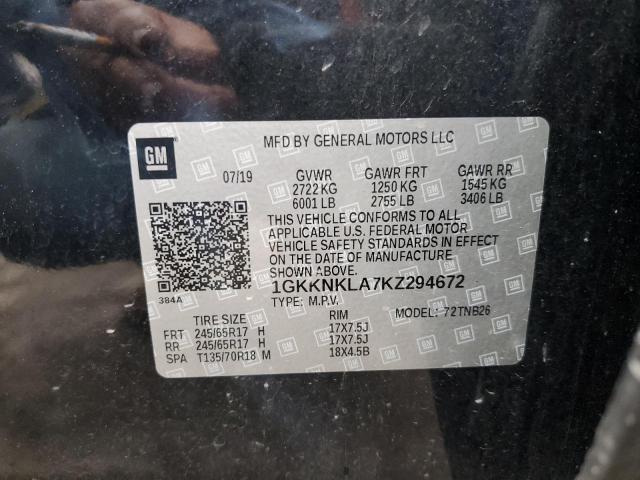 GM
MFD BY GENERAL MOTORS LLC
07/19 GVWR GAWR FRT GAWR RR
2722 KG 1250 KG 1545 KG
6001 LB 2755 LB 3406 LB
THIS VEHICLE CONFORMS TO ALL
APPLICABLE U.S. FEDERAL MOTOR
VEHICLE SAFETY STANDARDS IN EFFECT
ON THE DATE OF MANUFACTURE
SHOWN ABOVE.
384A
1GKKNKLA7KZ294672
TYPE: M.P.V. MODEL: 72TNB26
TIRE SIZE RIM
FRT 245/65R17 H 17X7.5J
RR 245/65R17 H 17X7.5J
SPA T135/70R18 M 18X4.5B